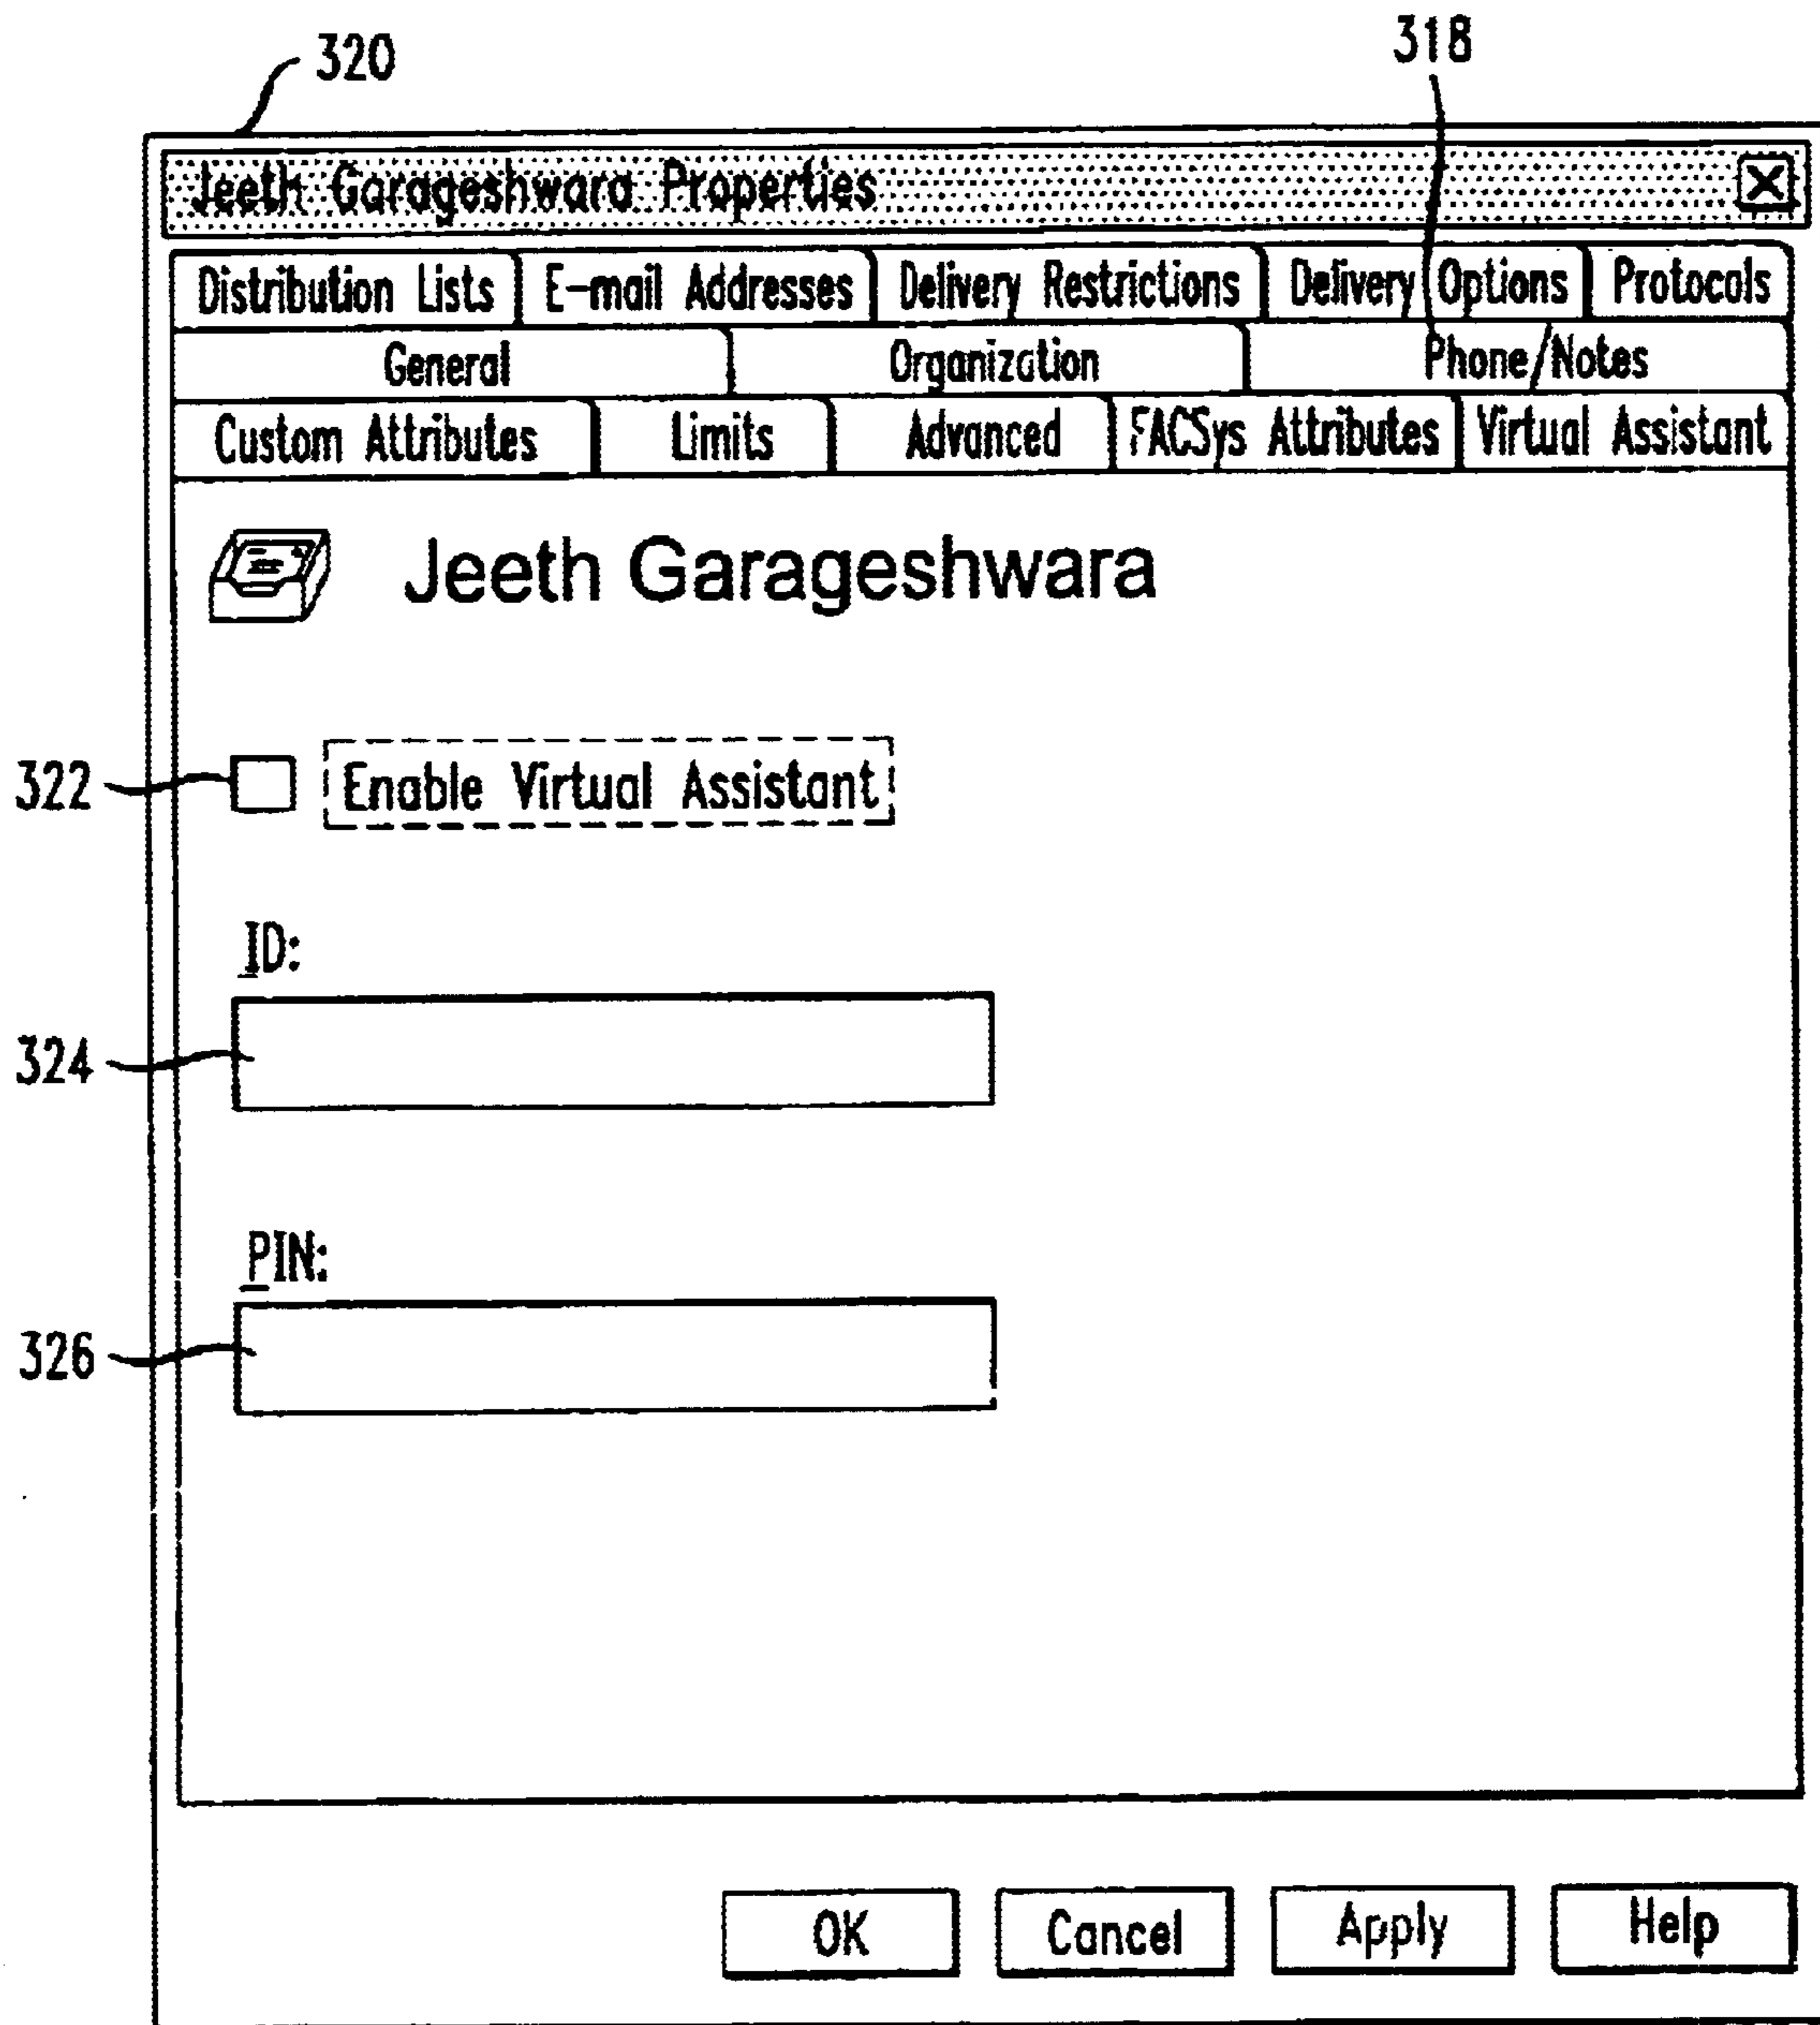 320
318
Jeeth Garageshwara Properties
Distribution Lists E-mail Addresses Delivery Restrictions Delivery Options Protocols
General Organization Phone/Notes
Custom Attributes Limits Advanced FACSys Attributes Virtual Assistant
Jeeth Garageshwara
322 Enable Virtual Assistant
ID:
324
PIN:
326
OK Cancel Apply Help